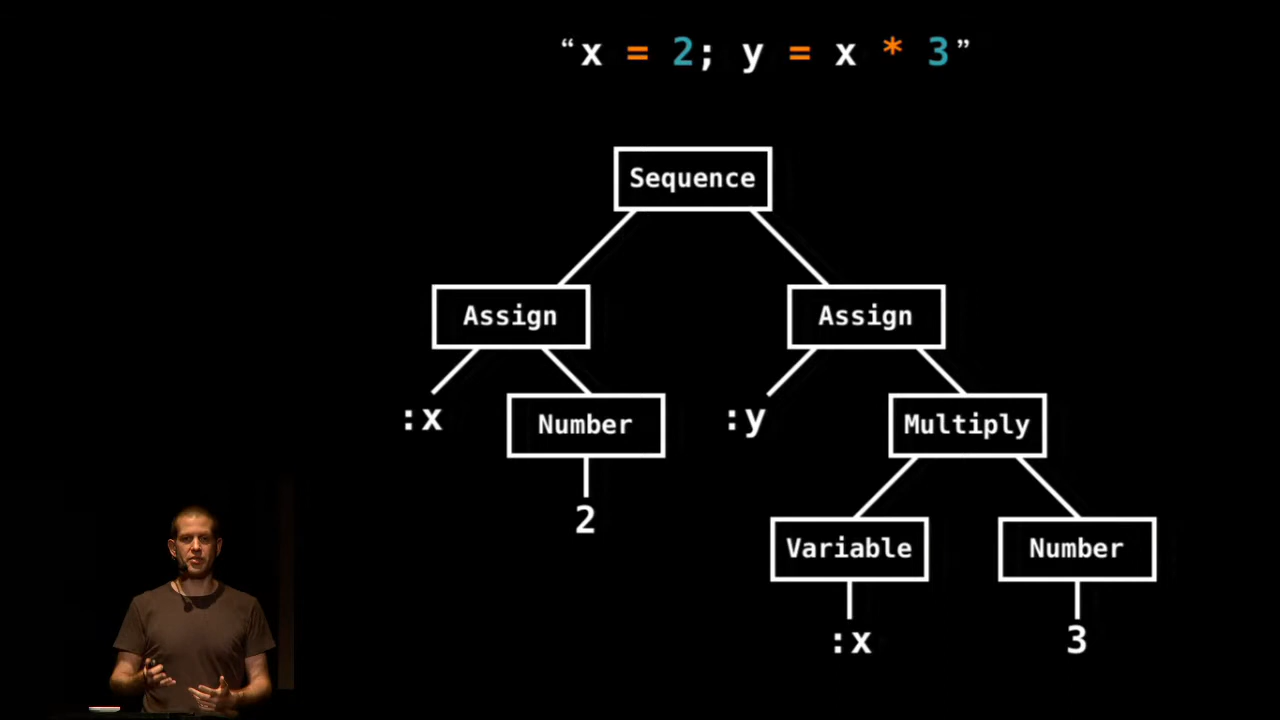 “x = 2; y = x * 3”
Sequence
Assign
Assign
:x
Number
:y
Multiply
2
Variable
Number
:x
3